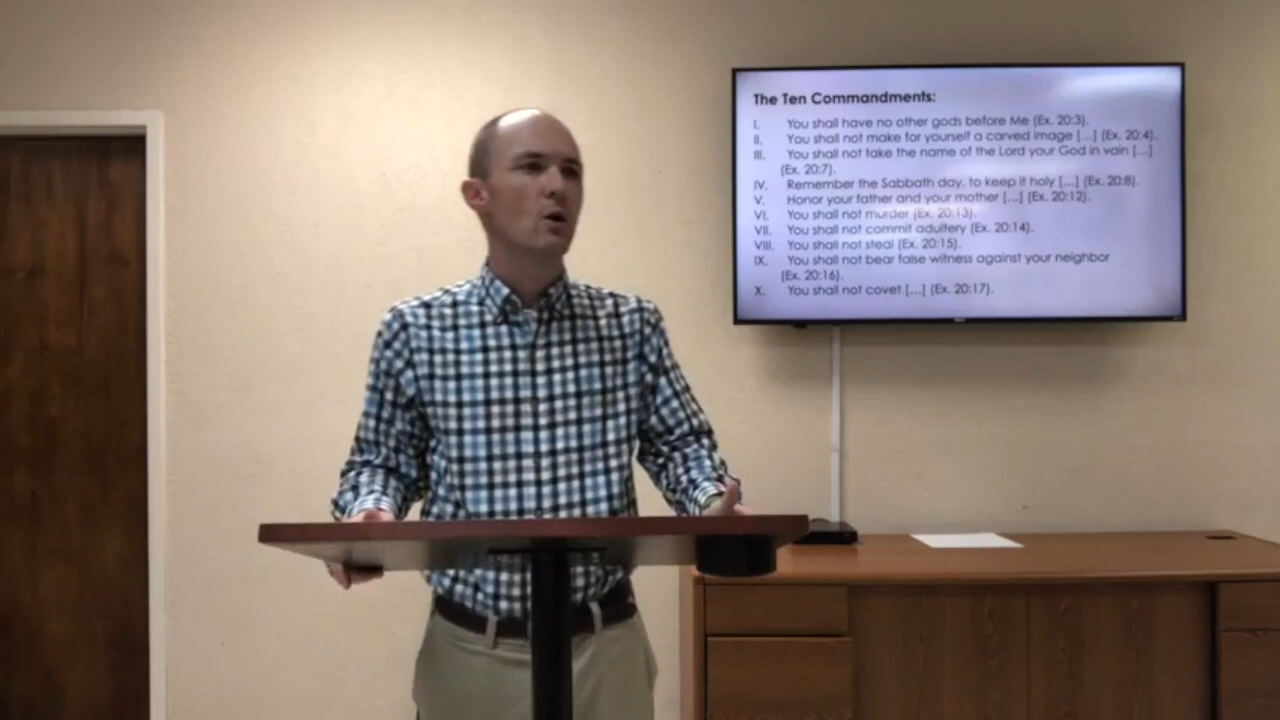 The Ten Commandments:
I. You shall have no other gods before Me (Ex. 20:3).
II. You shall not make for yourself a carved image [...] (Ex. 20:4).
III. You shall not take the name of the Lord your God in vain [...]
(Ex. 20:7).
IV. Remember the Sabbath day, to keep it holy [...] (Ex. 20:8).
V. Honor your father and your mother [...] (Ex. 20:12).
VI. You shall not murder (Ex. 20:13).
VII. You shall not commit adultery (Ex. 20:14).
VIII. You shall not steal (Ex. 20:15).
IX. You shall not bear false witness against your neighbor
(Ex. 20:16).
X. You shall not covet [...] (Ex. 20:17).